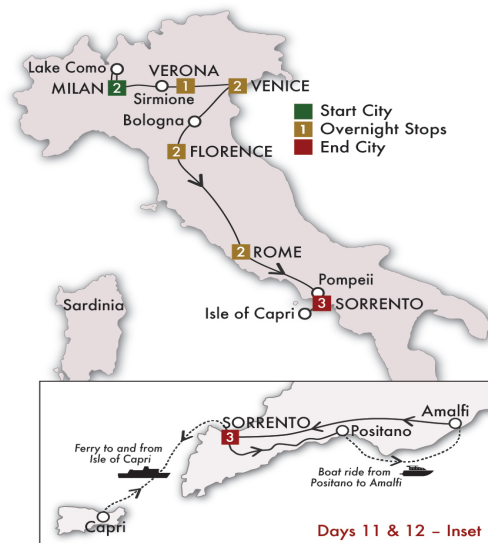 Lake Como
VERONA
MILAN
2
1
2
VENICE
Sirmione
Bologna
Start City
1
Overnight Stops
End City
2
FLORENCE
2
ROME
Pompeii
3
SORRENTO
Isle of Capri
Sardinia
SORRENTO
3
Amalfi
Positano
Ferry to and from
Isle of Capri
Boat ride from
Positano to Amalfi
Capri
Days 11 & 12 – Inset